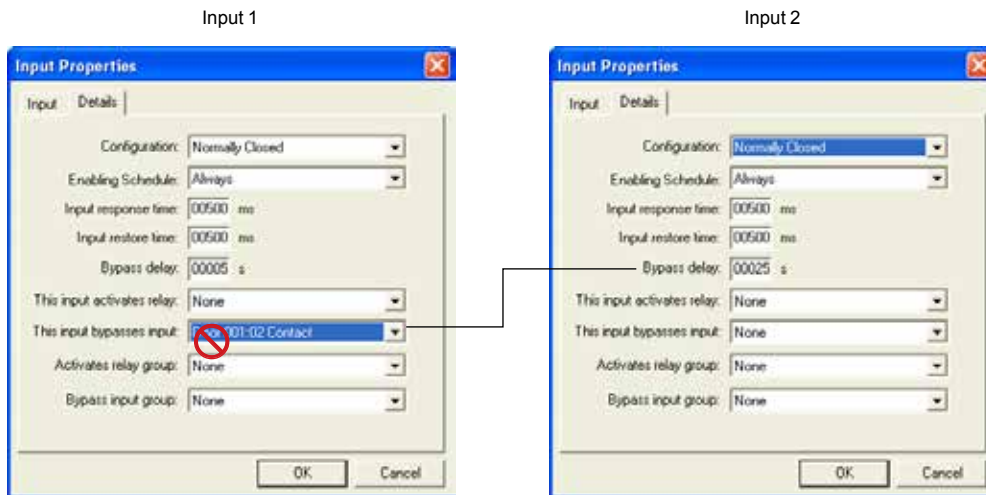 Input 1
Input Properties
Input Details
Configuration: Normally Closed
Enabling Schedule: Always
Input response time: 00500 ms
Input restore time: 00500 ms
Bypass delay: 00005 s
This input activates relay: None
This input bypasses input: 001:02 Contact
Activates relay group: None
Bypass input group: None
OK Cancel
Input 2
Input Properties
Input Details
Configuration: Normally Closed
Enabling Schedule: Always
Input response time: 00500 ms
Input restore time: 00500 ms
Bypass delay: 00025 s
This input activates relay: None
This input bypasses input: None
Activates relay group: None
Bypass input group: None
OK Cancel